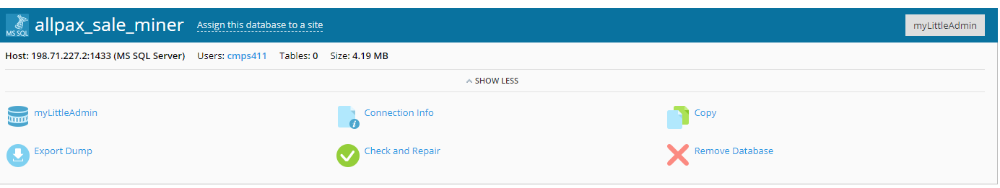 MS SQL allpax_sale_miner Assign this database to a site myLittleAdmin
Host: 198.71.227.2:1433 (MS SQL Server) Users: cmps411 Tables: 0 Size: 4.19 MB
SHOW LESS
myLittleAdmin Connection Info Copy
Export Dump Check and Repair Remove Database